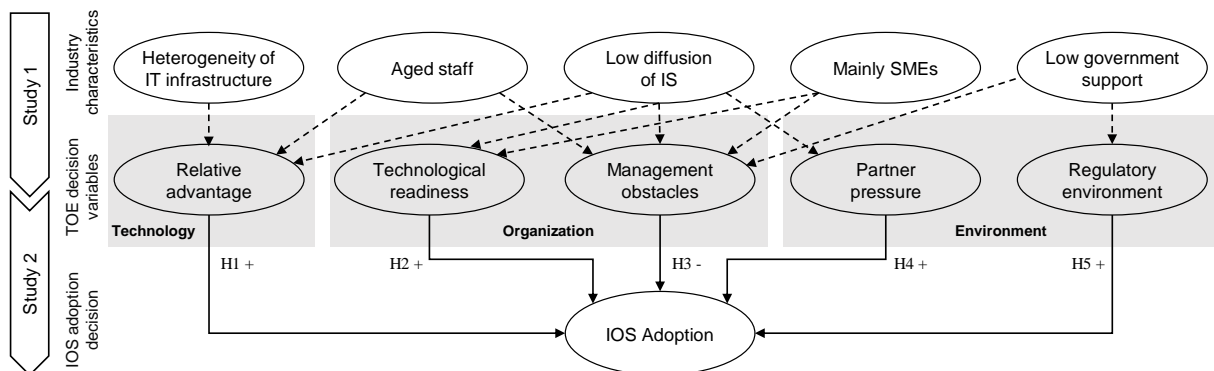 Study 1
Study 2
Industry
characteristics
TOE decision
variables
IOS adoption
decision
Heterogeneity of
IT infrastructure
Aged staff
Low diffusion
of IS
Mainly SMEs
Low government
support
Relative
advantage
Technological
readiness
Management
obstacles
Partner
pressure
Regulatory
environment
Technology
Organization
Environment
H1 +
H2 +
H3 -
H4 +
H5 +
IOS Adoption